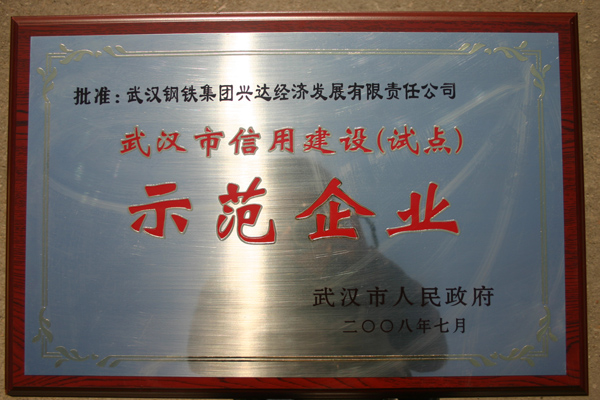 批准：武汉钢铁集团兴达经济发展有限责任公司
武汉市信用建设(试点)
示范企业
武汉市人民政府
二〇〇八年七月